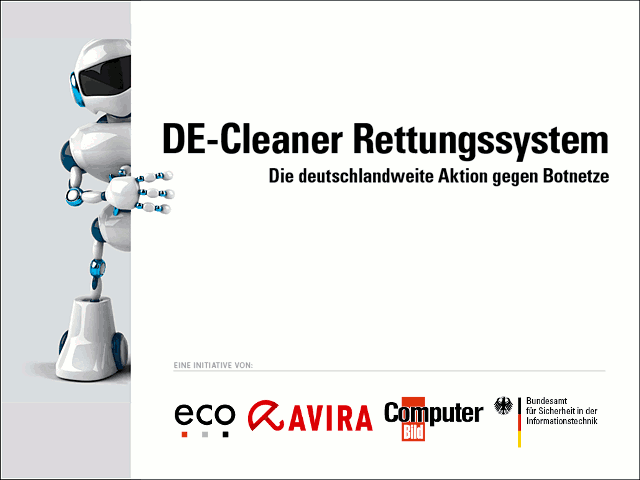 DE-Cleaner Rettungssystem
Die deutschlandweite Aktion gegen Botnetze
EINE INITIATIVE VON:
eco
AVIRA
Computer
Bild
Bundesamt
für Sicherheit in der
Informationstechnik